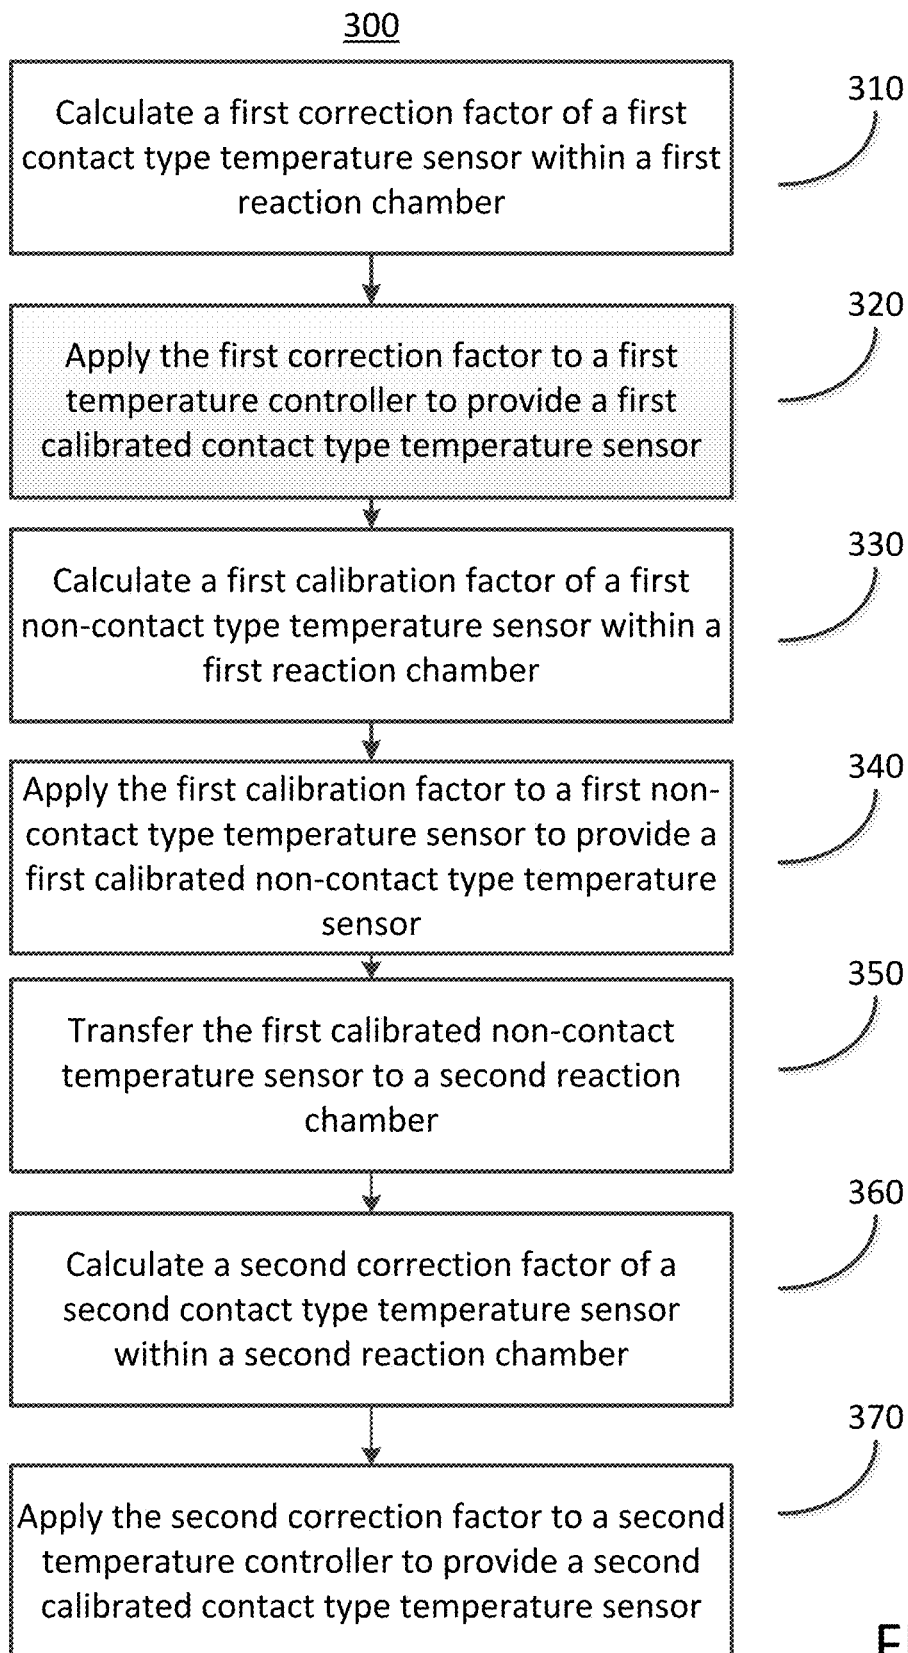 300
310
Calculate a first correction factor of a first
contact type temperature sensor within a first
reaction chamber
320
Apply the first correction factor to a first
temperature controller to provide a first
calibrated contact type temperature sensor
330
Calculate a first calibration factor of a first
non-contact type temperature sensor within a
first reaction chamber
340
Apply the first calibration factor to a first non-
contact type temperature sensor to provide a
first calibrated non-contact type temperature
sensor
350
Transfer the first calibrated non-contact
temperature sensor to a second reaction
chamber
360
Calculate a second correction factor of a
second contact type temperature sensor
within a second reaction chamber
370
Apply the second correction factor to a second
temperature controller to provide a second
calibrated contact type temperature sensor